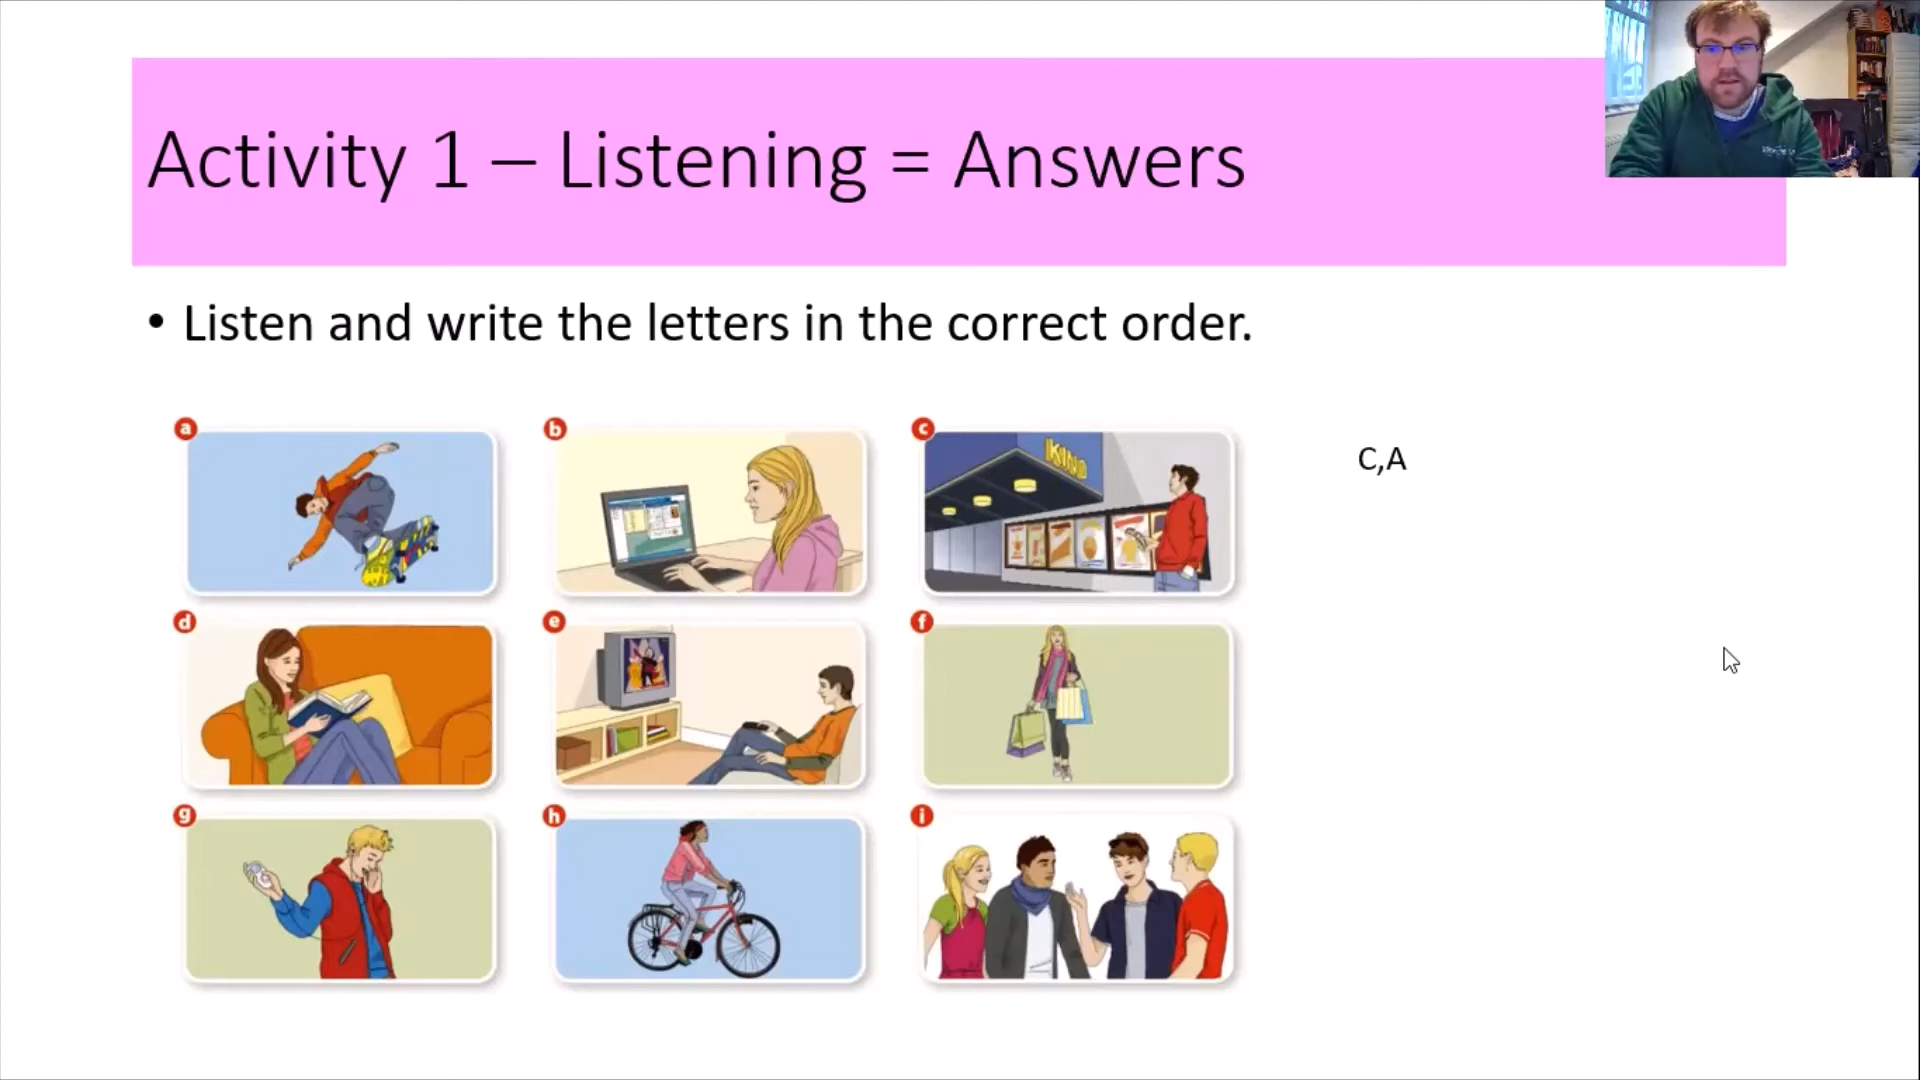 Activity 1 – Listening = Answers
• Listen and write the letters in the correct order.
a
b
c
KINO
C,A
d
e
f
g
h
i